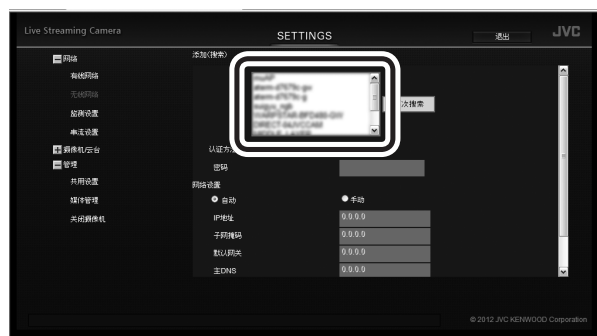 Live Streaming Camera
SETTINGS
退出
JVC
网络
有线网络
无线网络
监测设置
串流设置
摄像机/云台
管理
共用设置
媒体管理
关闭摄像机
添加(搜索)
次搜索
认证方
密码
网络设置
自动
手动
IP地址
0.0.0.0
子网掩码
0.0.0.0
默认网关
0.0.0.0
主DNS
0.0.0.0
© 2012 JVC KENWOOD Corporation